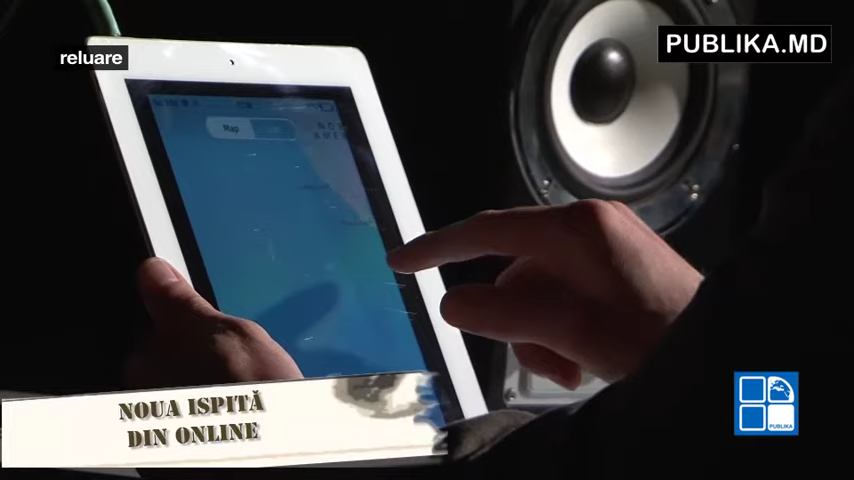 reluare
PUBLIKA.MD
Map
NOUA ISPITĂ
DIN ONLINE
PUBLIKA